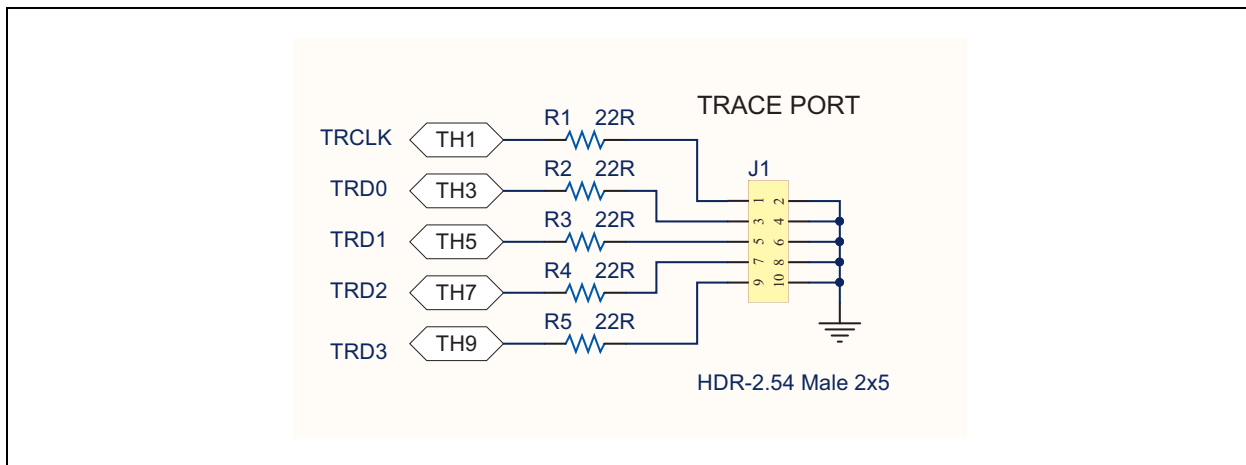 TRACE PORT
TRCLK TH1 R1 22R
TRD0 TH3 R2 22R
TRD1 TH5 R3 22R
TRD2 TH7 R4 22R
TRD3 TH9 R5 22R
J1
1 2
3 4
5 6
7 8
9 10
HDR-2.54 Male 2x5